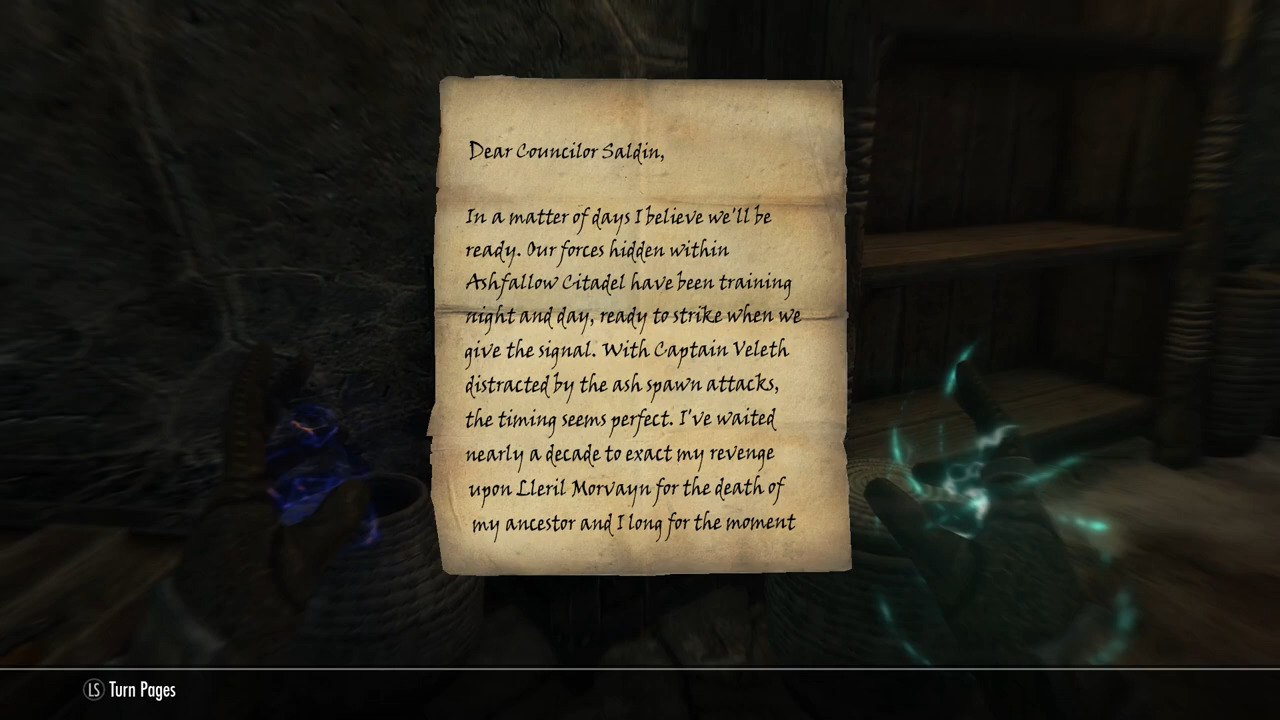 Dear Councilor Saldin,
In a matter of days I believe we'll be
ready. Our forces hidden within
Ashfallow Citadel have been training
night and day, ready to strike when we
give the signal. With Captain Veleth
distracted by the ash spawn attacks,
the timing seems perfect. I've waited
nearly a decade to exact my revenge
upon Lleril Morvayn for the death of
my ancestor and I long for the moment
LS Turn Pages